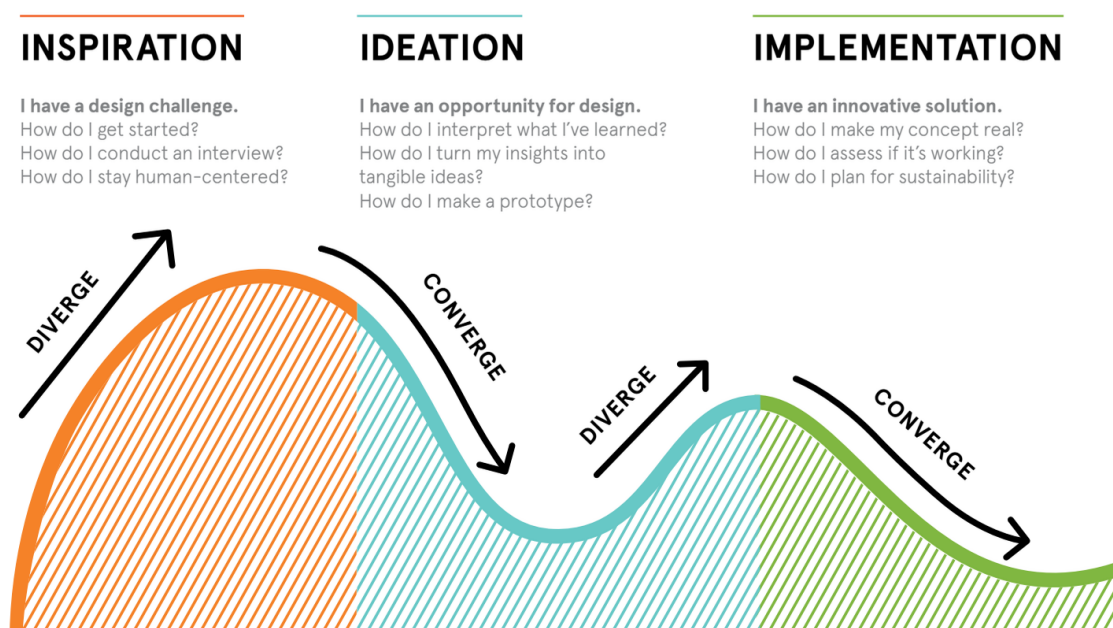 INSPIRATION
I have a design challenge.
How do I get started?
How do I conduct an interview?
How do I stay human-centered?
IDEATION
I have an opportunity for design.
How do I interpret what I've learned?
How do I turn my insights into
tangible ideas?
How do I make a prototype?
IMPLEMENTATION
I have an innovative solution.
How do I make my concept real?
How do I assess if it's working?
How do I plan for sustainability?
DIVERGE
CONVERGE
DIVERGE
CONVERGE